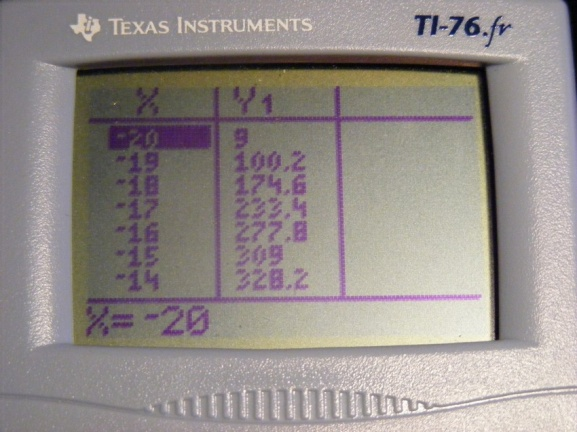 TEXAS INSTRUMENTS TI-76.fr
X Y1
-20 9
-19 100.2
-18 174.6
-17 233.4
-16 277.8
-15 309
-14 328.2
X=-20